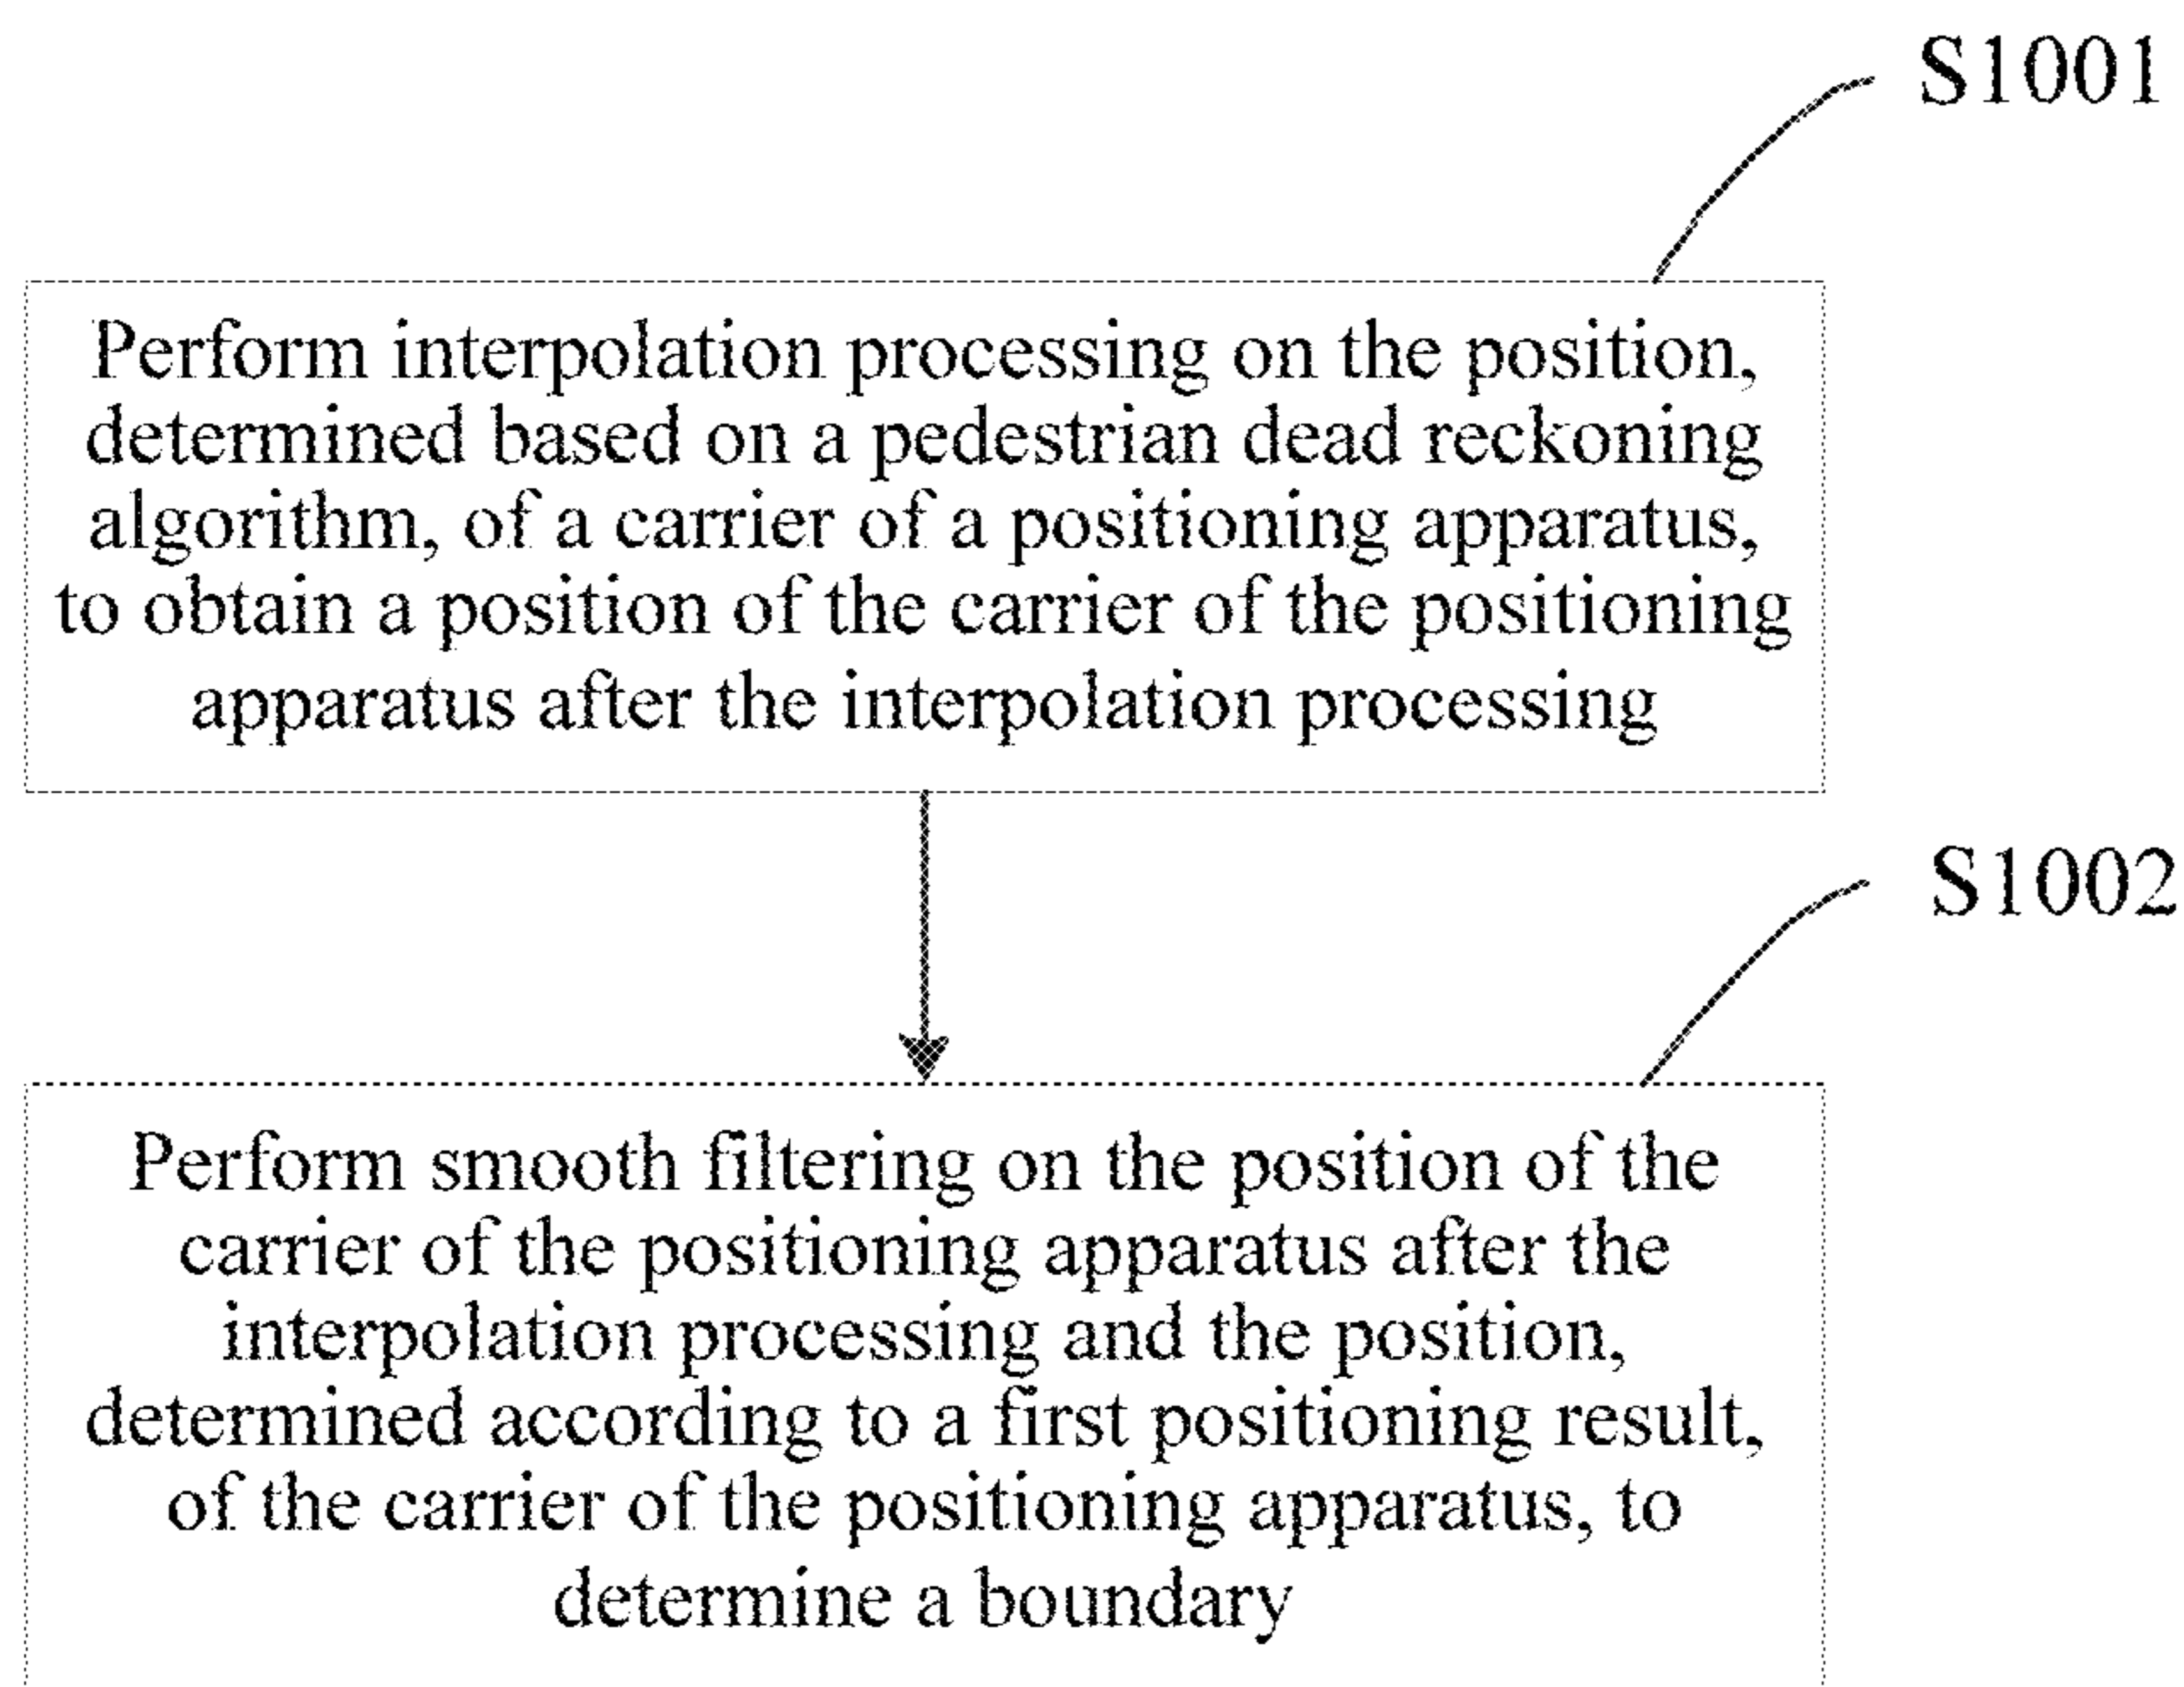 S1001
Perform interpolation processing on the position,
determined based on a pedestrian dead reckoning
algorithm, of a carrier of a positioning apparatus,
to obtain a position of the carrier of the positioning
apparatus after the interpolation processing
S1002
Perform smooth filtering on the position of the
carrier of the positioning apparatus after the
interpolation processing and the position,
determined according to a first positioning result,
of the carrier of the positioning apparatus, to
determine a boundary